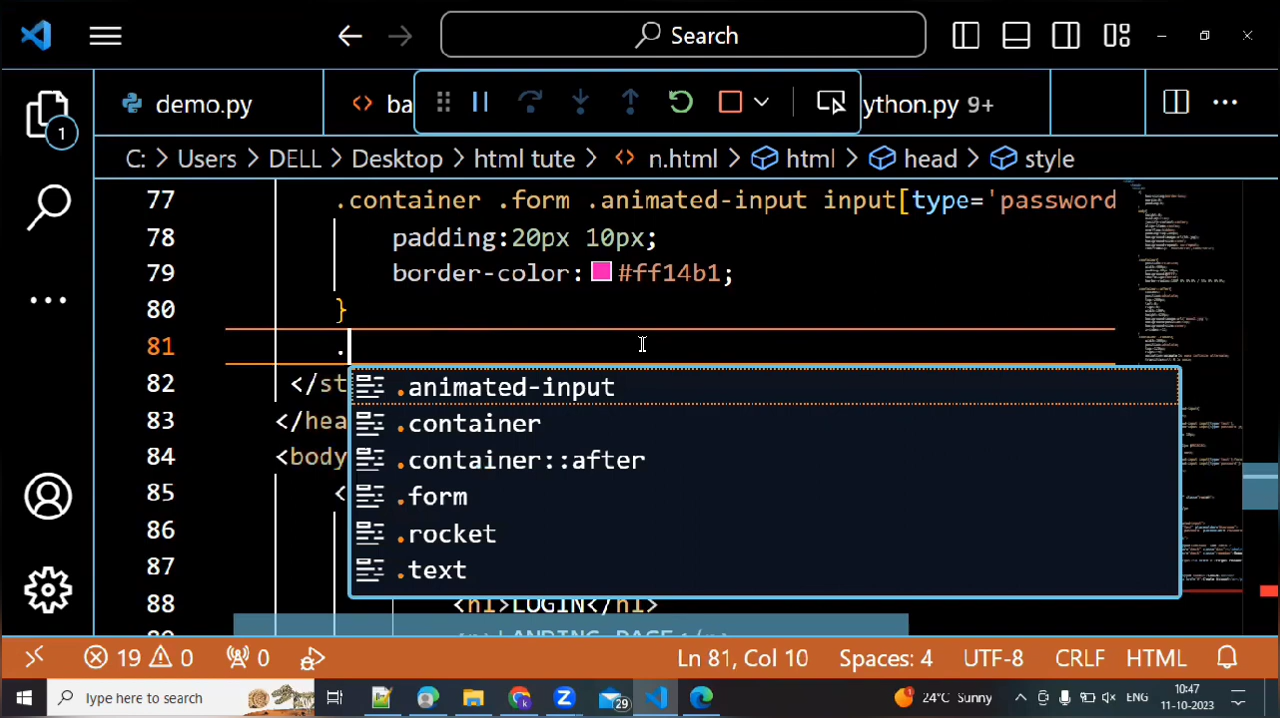 Search
demo.py
ba
ython.py 9+
C: > Users > DELL > Desktop > html tute > <> n.html > html > head > style
1
77 .container .form .animated-input input[type='password
78 padding:20px 10px;
79 border-color: #ff14b1;
80 }
81 .
82 </st
83 </hea
84 <body
85 <
86
87
88 <h1>LOGIN</h1>
.animated-input
.container
.container::after
.form
.rocket
.text
19 0 0 Ln 81, Col 10 Spaces: 4 UTF-8 CRLF HTML
Type here to search 29 24°C Sunny ENG 10:47
11-10-2023